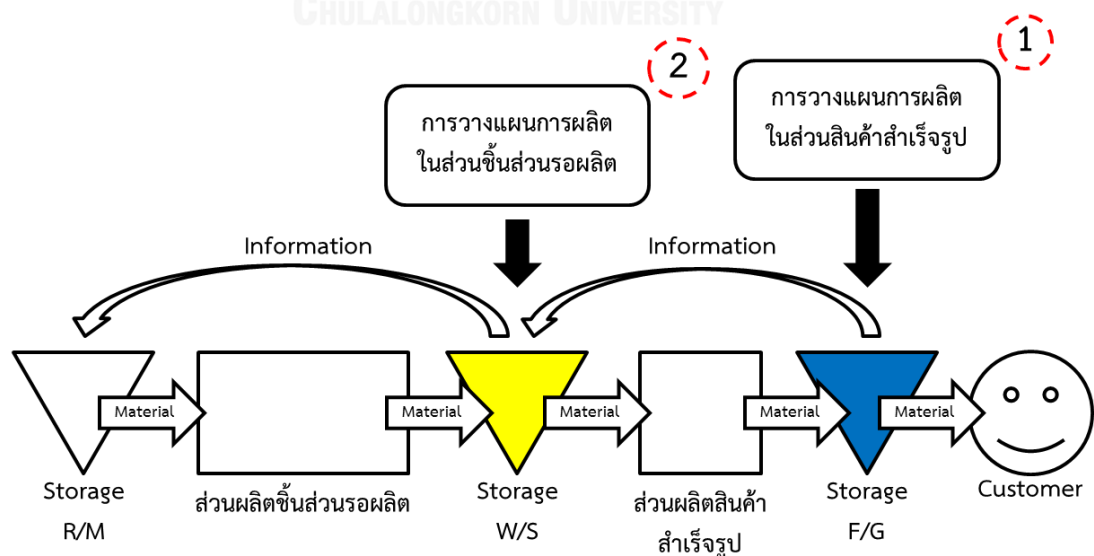 CHULALONGKORN UNIVERSITY
1
2
การวางแผนการผลิต
ในส่วนสินค้าสำเร็จรูป
การวางแผนการผลิต
ในส่วนชิ้นส่วนรอผลิต
Information
Information
Material
Material
Material
Material
Material
Storage
R/M
ส่วนผลิตชิ้นส่วนรอผลิต
Storage
W/S
ส่วนผลิตสินค้า
สำเร็จรูป
Storage
F/G
Customer